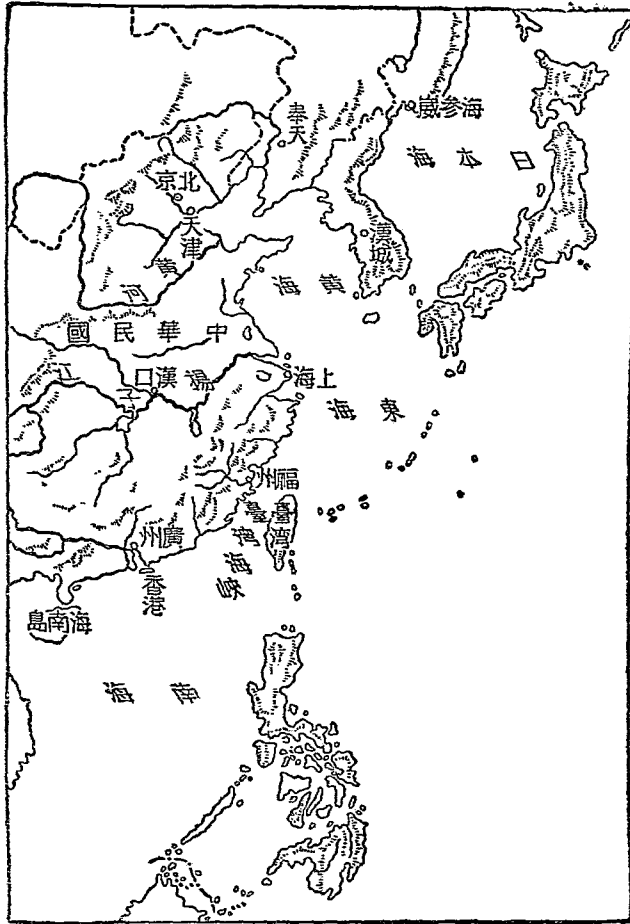 海參崴
奉天
日本海
北京
天津
漢城
黃河
黃海
中華民國
揚子江
漢口
上海
東海
福州
臺灣
臺灣海峽
廣州
香港
海南島
南海